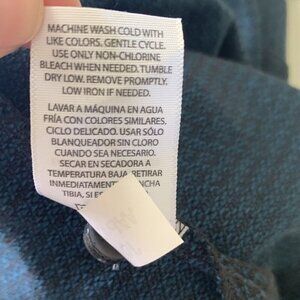 MACHINE WASH COLD WITH
LIKE COLORS. GENTLE CYCLE.
USE ONLY NON-CHLORINE
BLEACH WHEN NEEDED. TUMBLE
DRY LOW. REMOVE PROMPTLY.
LOW IRON IF NEEDED.
LAVAR A MÁQUINA EN AGUA
FRÍA CON COLORES SIMILARES.
CICLO DELICADO. USAR SÓLO
BLANQUEADOR SIN CLORO
CUANDO SEA NECESARIO.
SECAR EN SECADORA A
TEMPERATURA BAJA. RETIRAR
TIBIA, SI